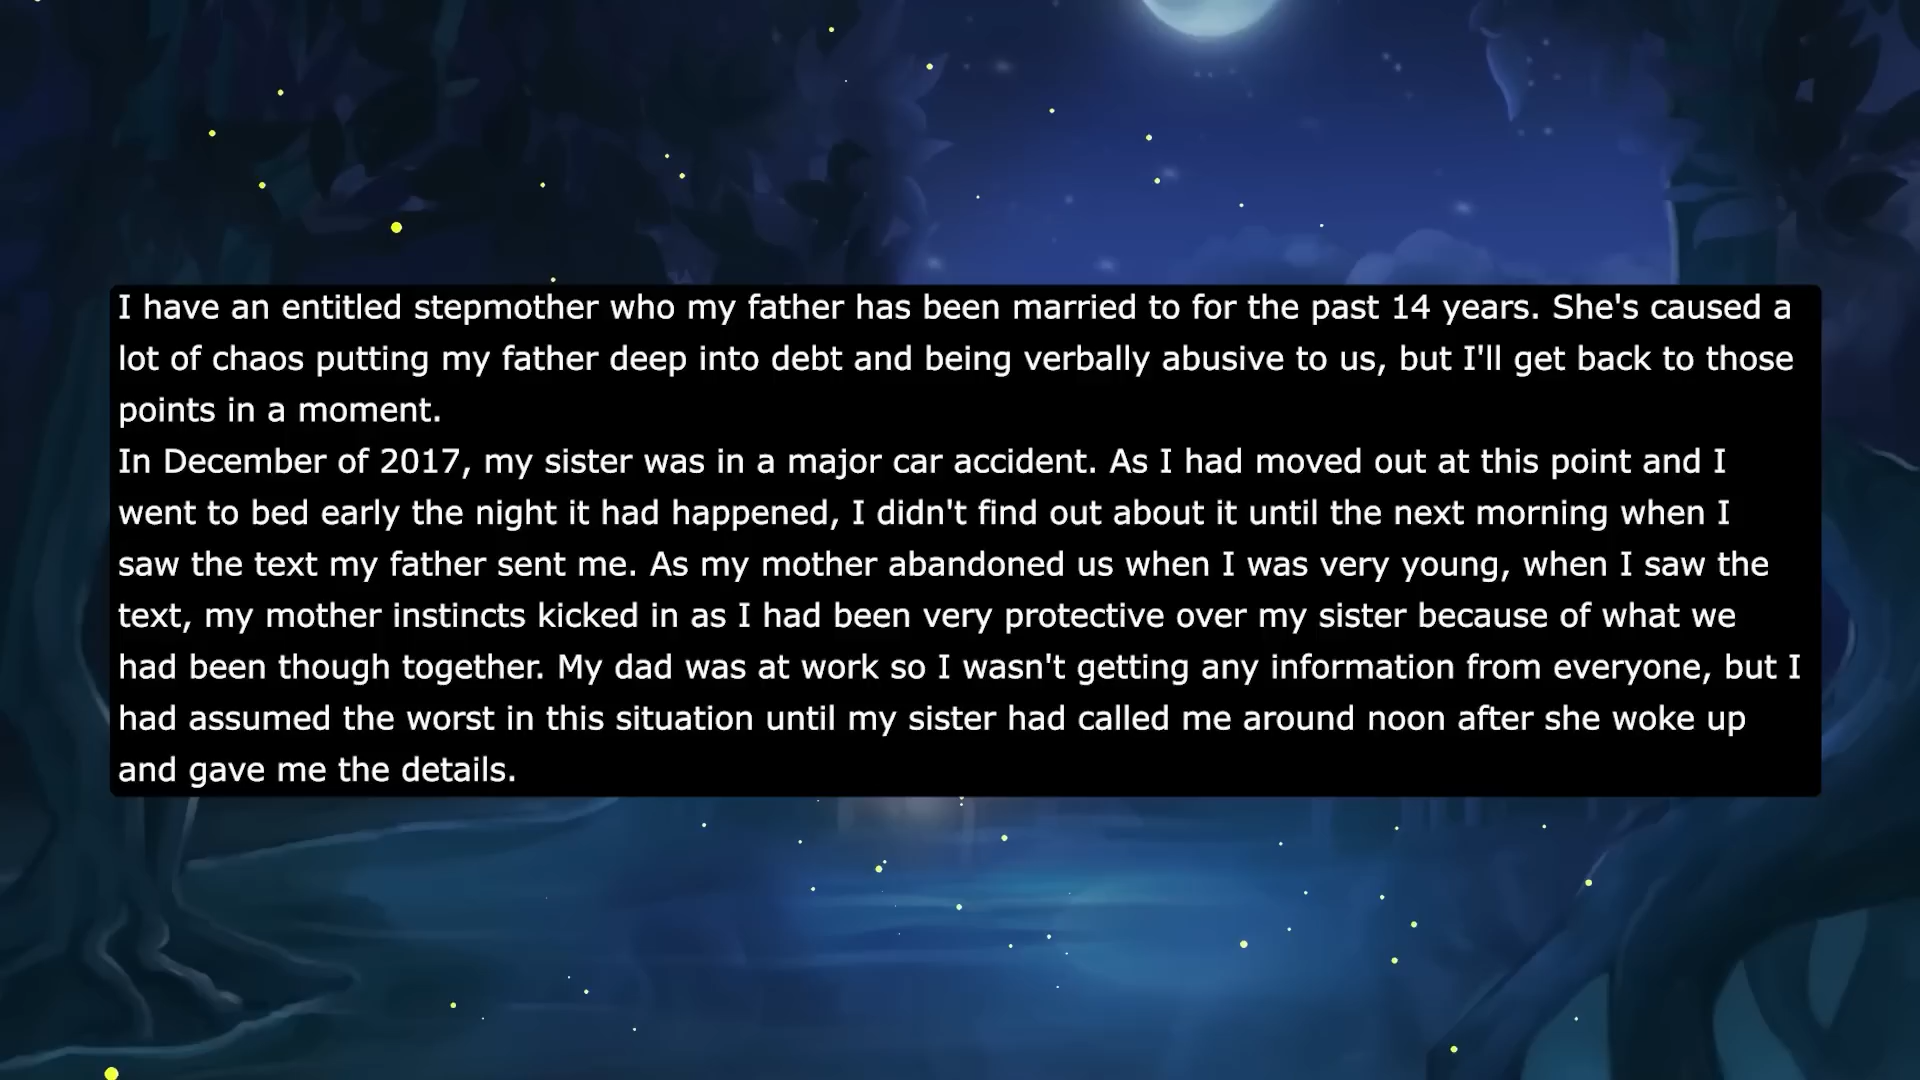 I have an entitled stepmother who my father has been married to for the past 14 years. She's caused a
lot of chaos putting my father deep into debt and being verbally abusive to us, but I'll get back to those
points in a moment.
In December of 2017, my sister was in a major car accident. As I had moved out at this point and I
went to bed early the night it had happened, I didn't find out about it until the next morning when I
saw the text my father sent me. As my mother abandoned us when I was very young, when I saw the
text, my mother instincts kicked in as I had been very protective over my sister because of what we
had been though together. My dad was at work so I wasn't getting any information from everyone, but I
had assumed the worst in this situation until my sister had called me around noon after she woke up
and gave me the details.